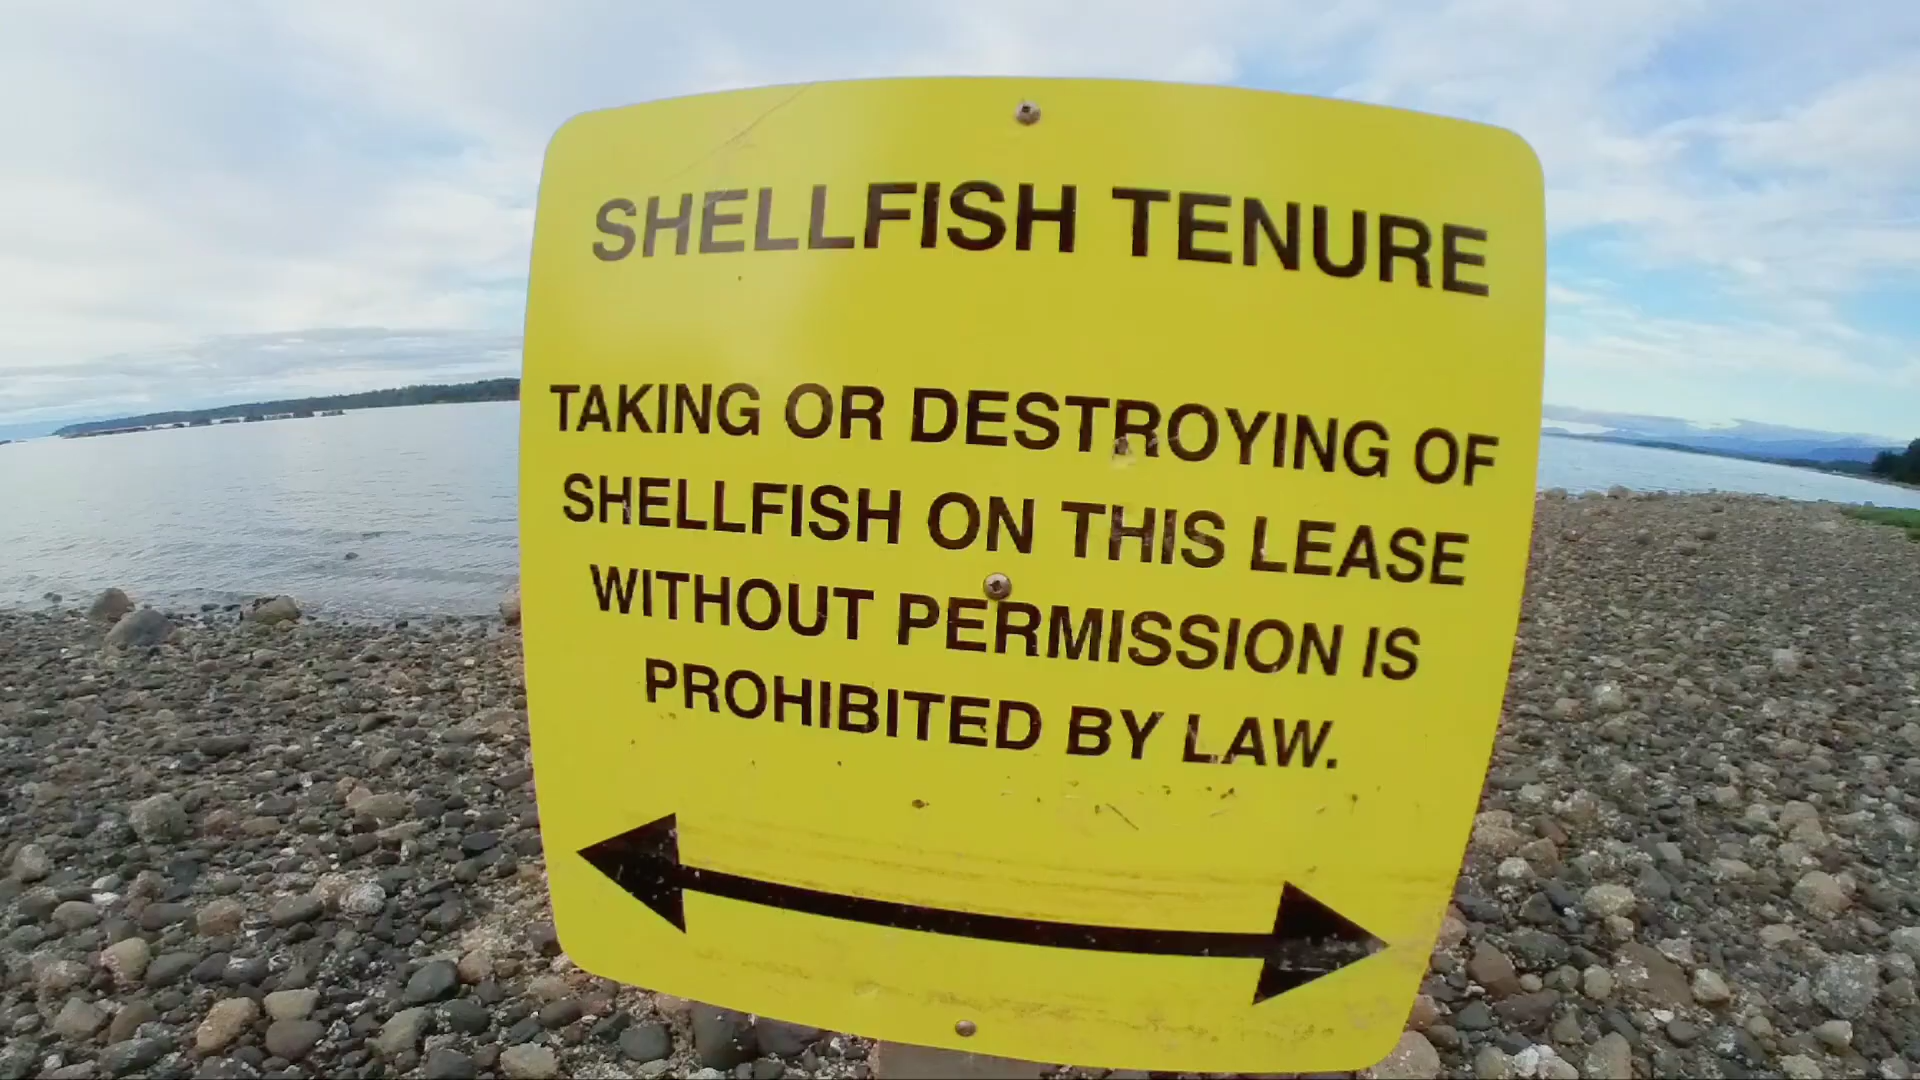 SHELLFISH TENURE
TAKING OR DESTROYING OF
SHELLFISH ON THIS LEASE
WITHOUT PERMISSION IS
PROHIBITED BY LAW.